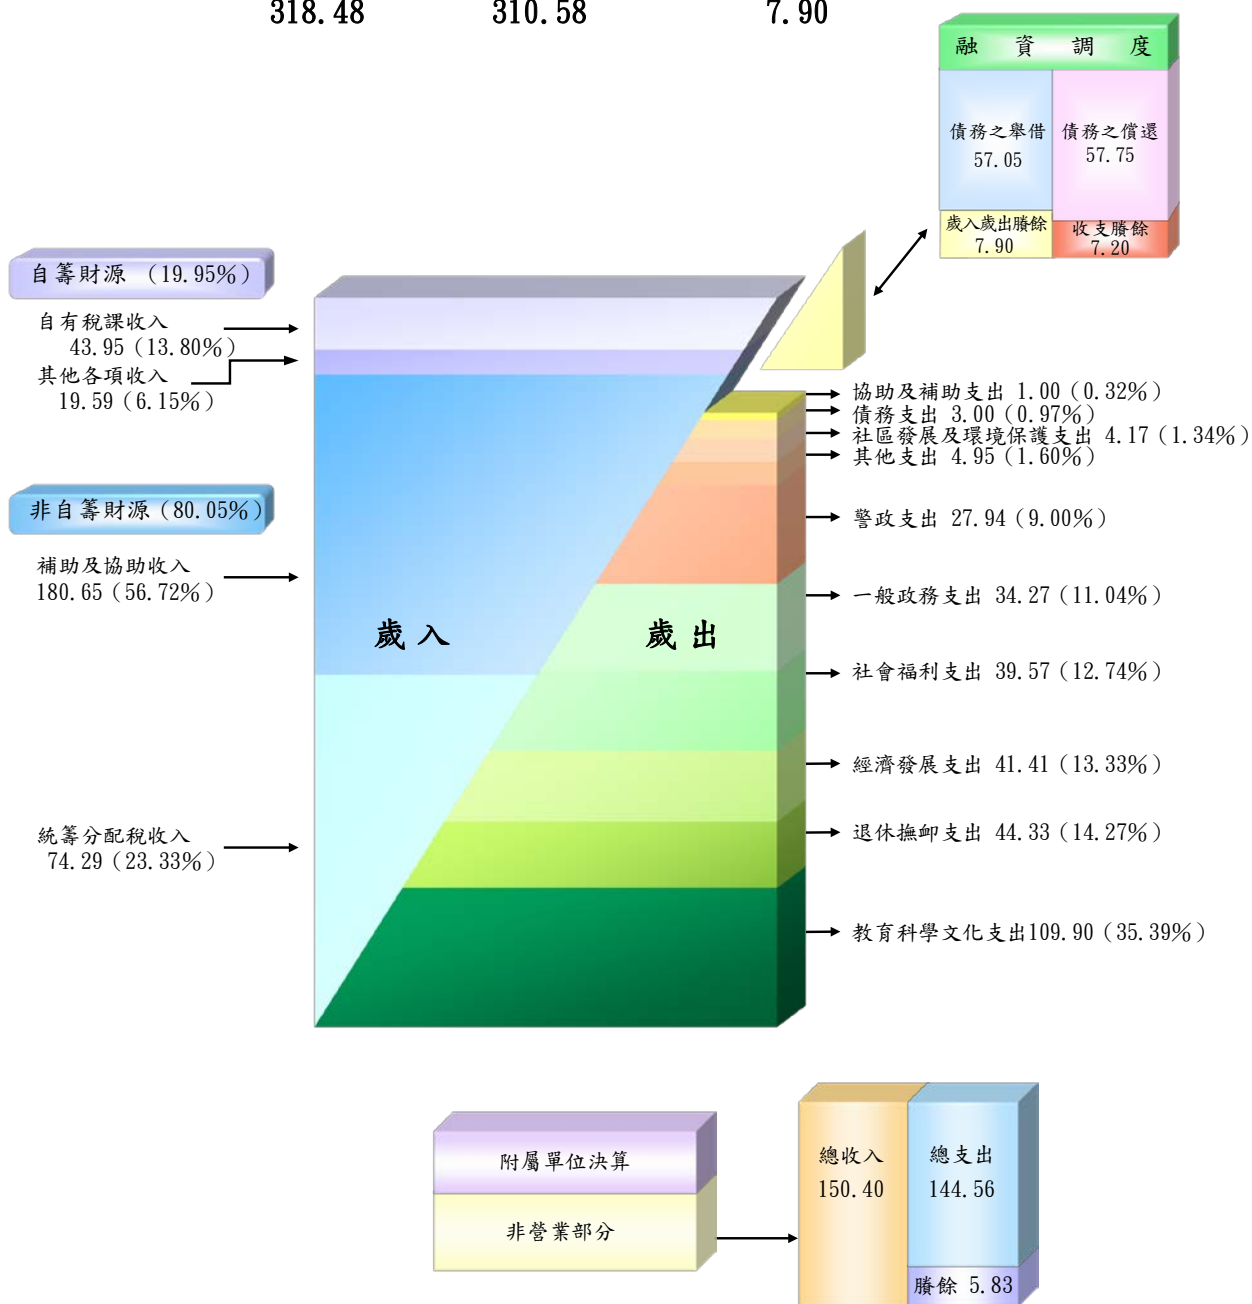 318.48 310.58 7.90
融資調度
債務之舉借 債務之償還
57.05 57.75
歲入歲出賸餘 收支賸餘
7.90 7.20
自籌財源 (19.95%)
自有稅課收入
43.95 (13.80%)
其他各項收入
19.59 (6.15%)
非自籌財源 (80.05%)
補助及協助收入
180.65 (56.72%)
統籌分配稅收入
74.29 (23.33%)
歲入 歲出
協助及補助支出 1.00 (0.32%)
債務支出 3.00 (0.97%)
社區發展及環境保護支出 4.17 (1.34%)
其他支出 4.95 (1.60%)
警政支出 27.94 (9.00%)
一般政務支出 34.27 (11.04%)
社會福利支出 39.57 (12.74%)
經濟發展支出 41.41 (13.33%)
退休撫卹支出 44.33 (14.27%)
教育科學文化支出109.90 (35.39%)
附屬單位決算
非營業部分
總收入 總支出
150.40 144.56
賸餘 5.83